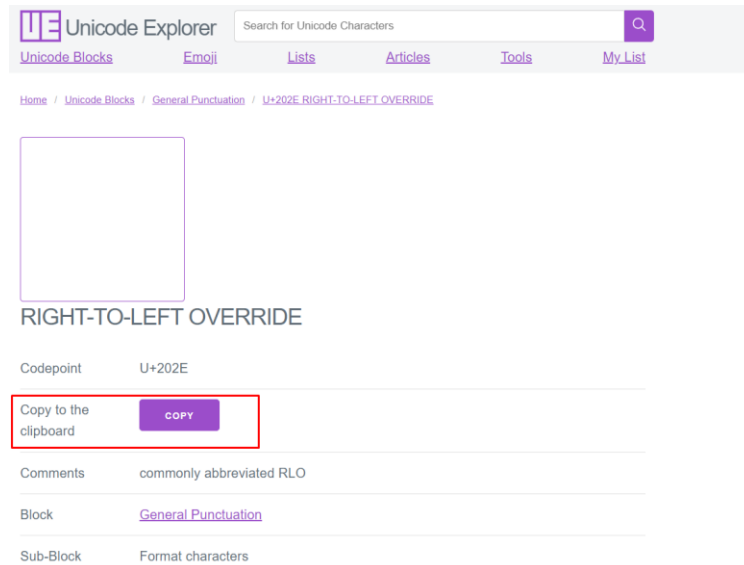 UE Unicode Explorer
Search for Unicode Characters
Unicode Blocks Emoji Lists Articles Tools My List
Home / Unicode Blocks / General Punctuation / U+202E RIGHT-TO-LEFT OVERRIDE
RIGHT-TO-LEFT OVERRIDE
Codepoint U+202E
Copy to the
clipboard
COPY
Comments commonly abbreviated RLO
Block General Punctuation
Sub-Block Format characters